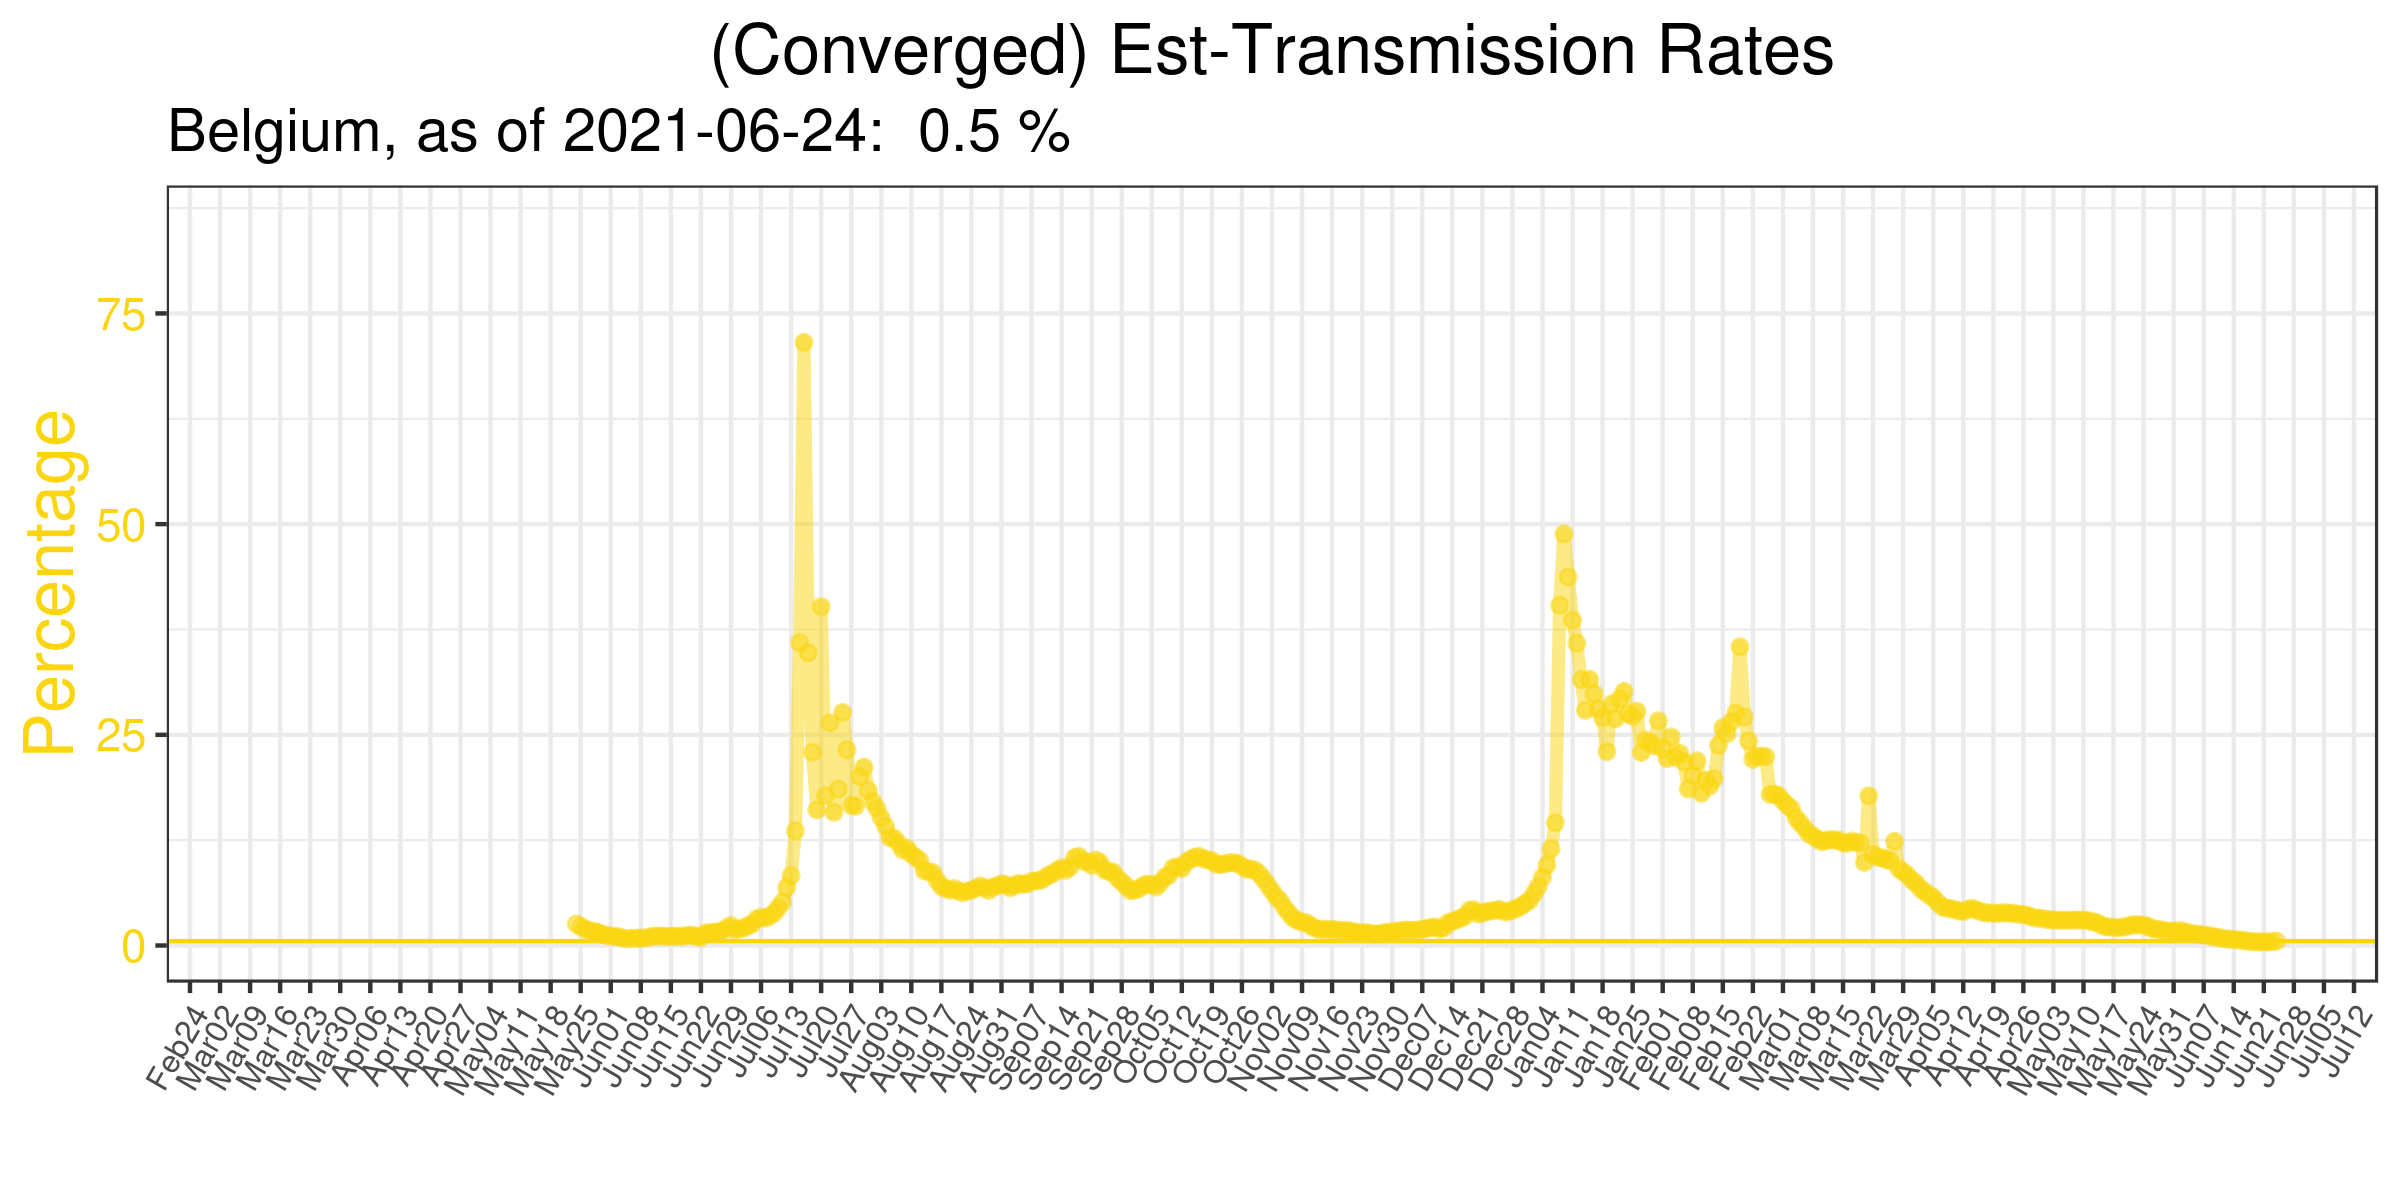 (Converged) Est-Transmission Rates
Belgium, as of 2021-06-24:  0.5 %
Percentage
75
50
25
0
Feb24
Mar02
Mar09
Mar16
Mar23
Mar30
Apr06
Apr13
Apr20
Apr27
May04
May11
May18
May25
Jun01
Jun08
Jun15
Jun22
Jun29
Jul06
Jul13
Jul20
Jul27
Aug03
Aug10
Aug17
Aug24
Aug31
Sep07
Sep14
Sep21
Sep28
Oct05
Oct12
Oct19
Oct26
Nov02
Nov09
Nov16
Nov23
Nov30
Dec07
Dec14
Dec21
Dec28
Jan04
Jan11
Jan18
Jan25
Feb01
Feb08
Feb15
Feb22
Mar01
Mar08
Mar15
Mar22
Mar29
Apr05
Apr12
Apr19
Apr26
May03
May10
May17
May24
May31
Jun07
Jun14
Jun21
Jun28
Jul05
Jul12